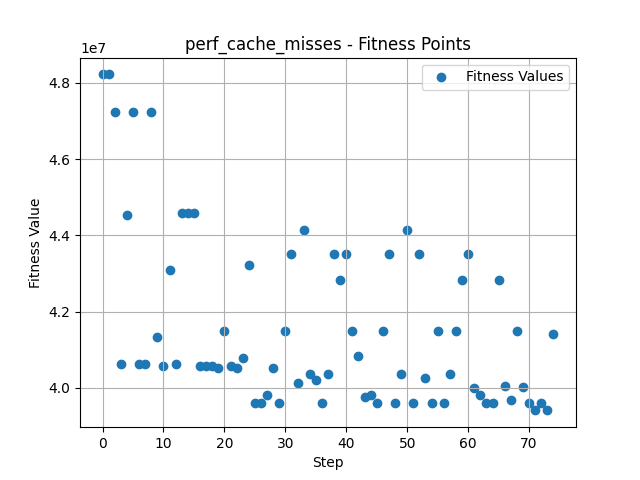 perf_cache_misses - Fitness Points
1e7
Fitness Values
4.8
4.6
4.4
4.2
4.0
Fitness Value
0 10 20 30 40 50 60 70
Step